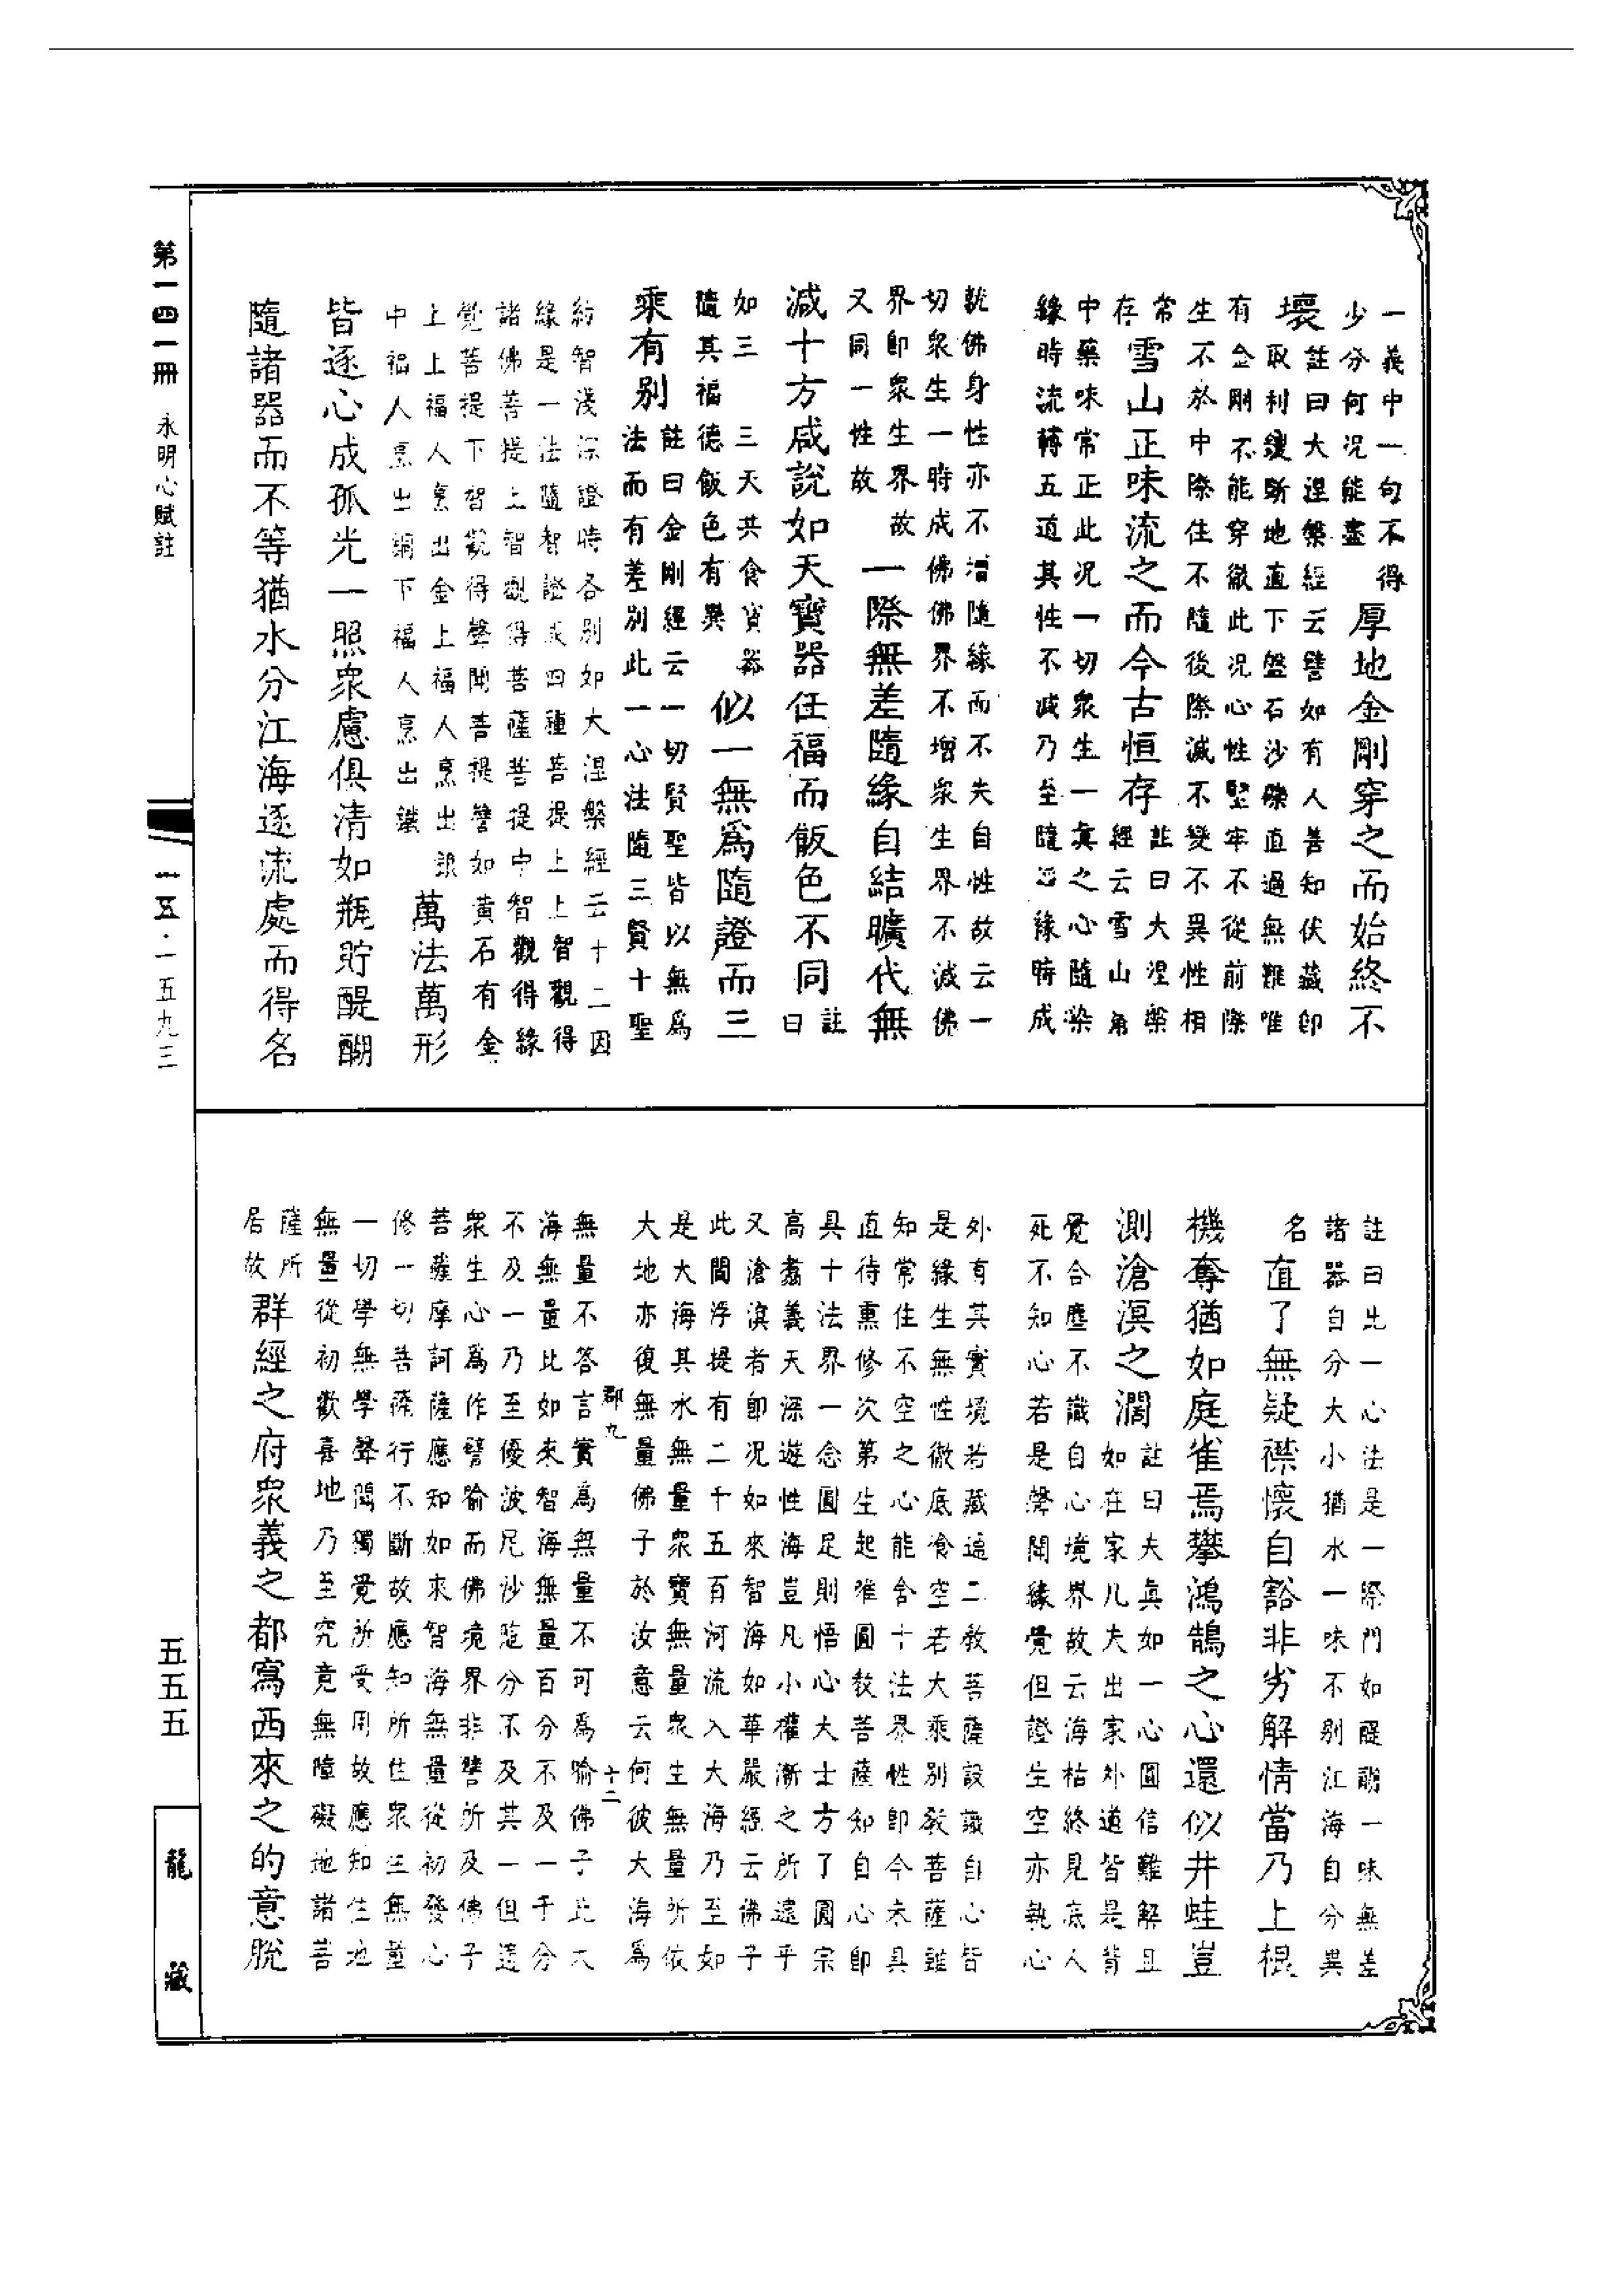 一義中一句不得
少分何況能盡
厚地金剛穿之而始終不
壞
註曰大涅槃經云譬如有人善知伏藏即
取利钁斸地直下盤石沙礫直過無難唯
有金剛不能穿徹此況心性堅牢不從前際
生不於中際住不隨後際滅不變不異性相
常
存
雪山正味流之而今古恒存
註曰大涅槃
經云雪山有
中藥味常正此況一切衆生一眞之心隨染
緣時流轉五道其性不減乃至隨淨緣時成
就佛身性亦不増隨緣而不失自性故云一
切衆生一時成佛佛界不增衆生界不減佛
界即衆生界故
又同一性故
一際無差隨緣自結曠代無
減十方咸說如天寶器任福而飯色不同
註
曰
如三三天共食寶器
隨其福德飯色有異
似一無爲隨證而三
乘有别
註曰金剛經云一切賢聖皆以無爲
法而有差別此一心法隨三賢十聖
約智淺深證時各別如大涅槃經云十二因
緣是一法隨智證成四種菩提上上智觀得
諸佛菩提上智觀得菩薩菩提中智觀得緣
覺菩提下智觀得聲聞菩提譬如黃石有金
上上福人烹出金上福人烹出銀
中福人烹出銅下福人烹出鐵
萬法萬形
皆逐心成孤光一照衆慮俱清如瓶貯醍醐
隨諸器而不等猶水分江海逐流處而得名
註曰此一心法是一際門如醍醐一味無差
諸器自分大小猶水一味不别江海自分異
名
直了無疑襟懷自豁非劣解情當乃上根
機奪猶如庭雀焉攀鴻鵠之心還似井蛙豈
測滄溟之濶
註曰夫眞如一心圓信難解且
如在家凡夫出家外道皆是背
覺合塵不識自心境界故云海枯終見底人
死不知心若是聲聞緣覺但證生空亦執心
外有其實境若藏通二教菩薩設識自心皆
是緣生無性徹底唯空若大乘別教菩薩雖
知常住不空之心能含十法界性即今未具
直待熏修次第生起唯圓教菩薩知自心即
具十法界一念圓足則悟心大士方了圓宗
高翥義天深遊性海豈凡小權漸之所逮乎
又滄溟者即況如來智海如華嚴經云佛子
此閻浮提有二千五百河流入大海乃至如
是大海其水無量衆寶無量衆生無量所依
大地亦復無量佛子於汝意云何彼大海爲
郡九
十二
無量不答言實爲無量不可爲喻佛子此大
海無量比如來智海無量百分不及一千分
不及一乃至優波尼沙陀分不及其一但隨
衆生心爲作譬喻而佛境界非譬所及佛子
菩薩摩訶薩應知如來智海無量從初發心
修一切菩薩行不斷故應知所住衆生無量
一切學無學聲聞獨覺所受用故應知住地
無量從初歡喜地乃至究竟無障礙地諸菩
薩所
居故
群經之府衆義之都寫西來之的意脫
第一四一冊
永明心賦註
一五·一五九三
五五五
龍藏